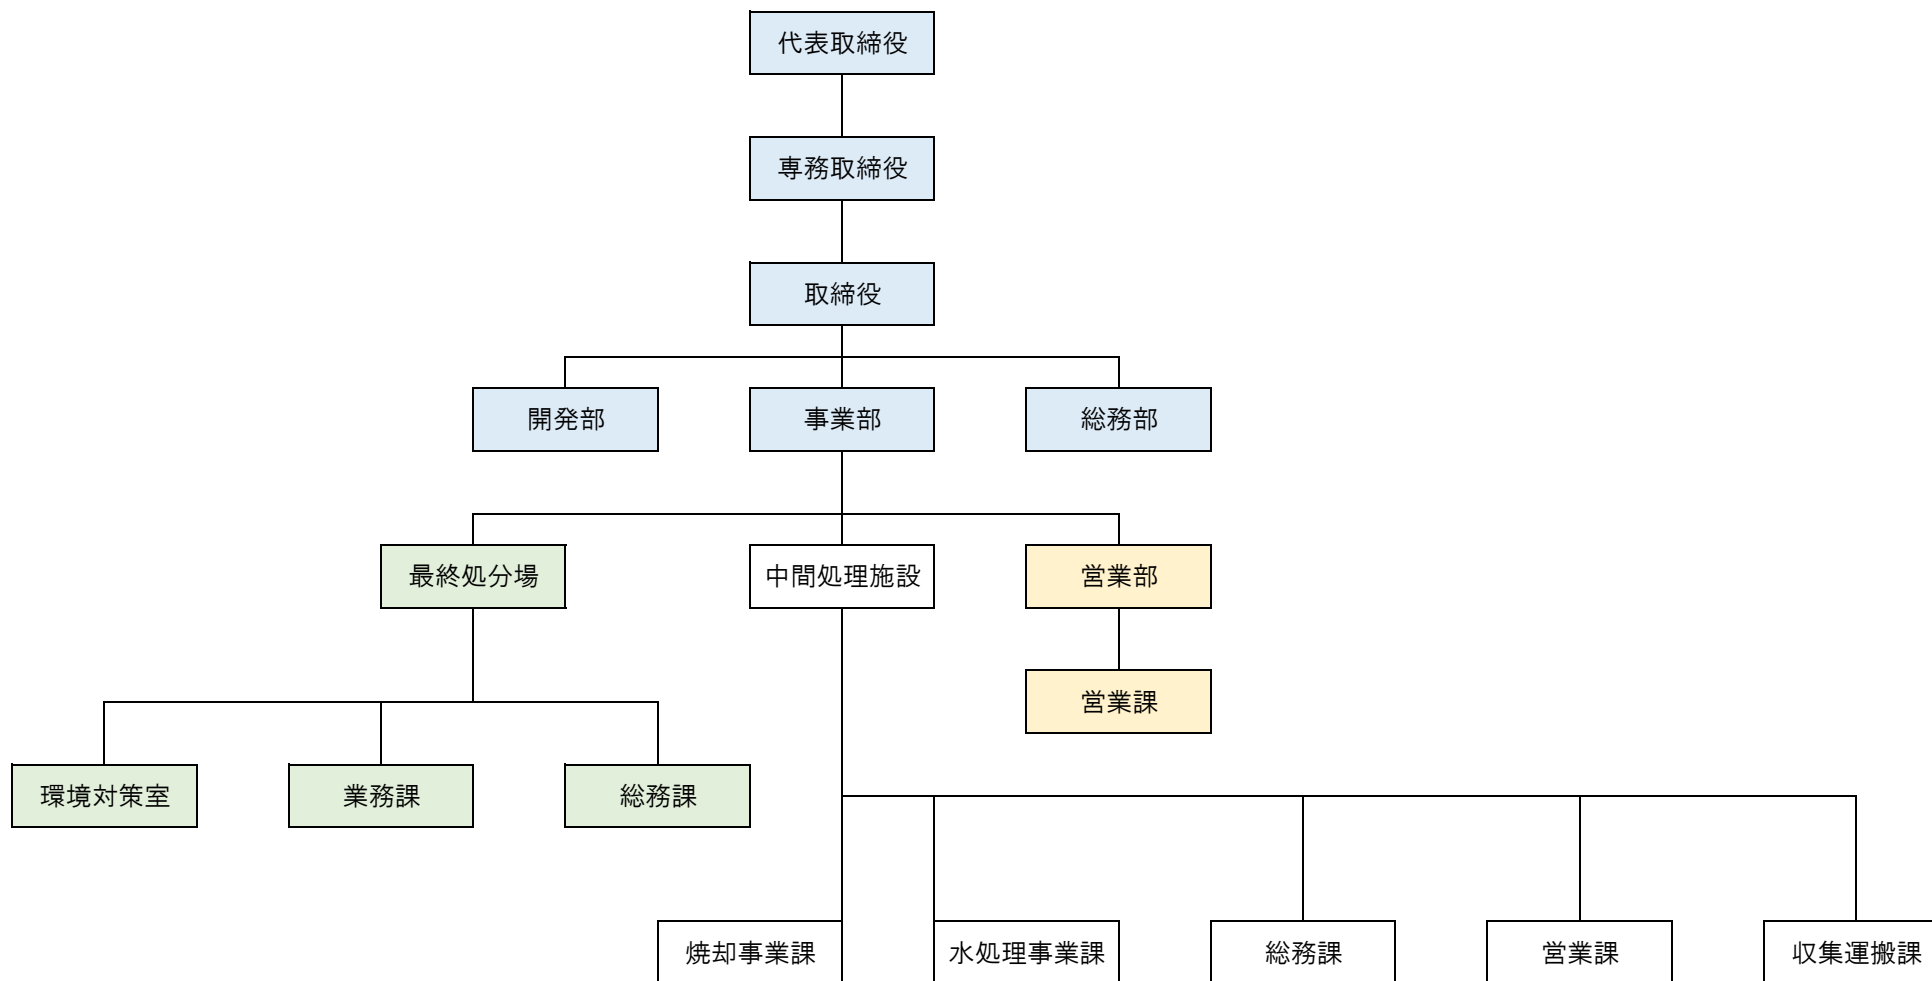 代表取締役
専務取締役
取締役
開発部
事業部
総務部
最終処分場
中間処理施設
営業部
営業課
環境対策室
業務課
総務課
焼却事業課
水処理事業課
総務課
営業課
収集運搬課